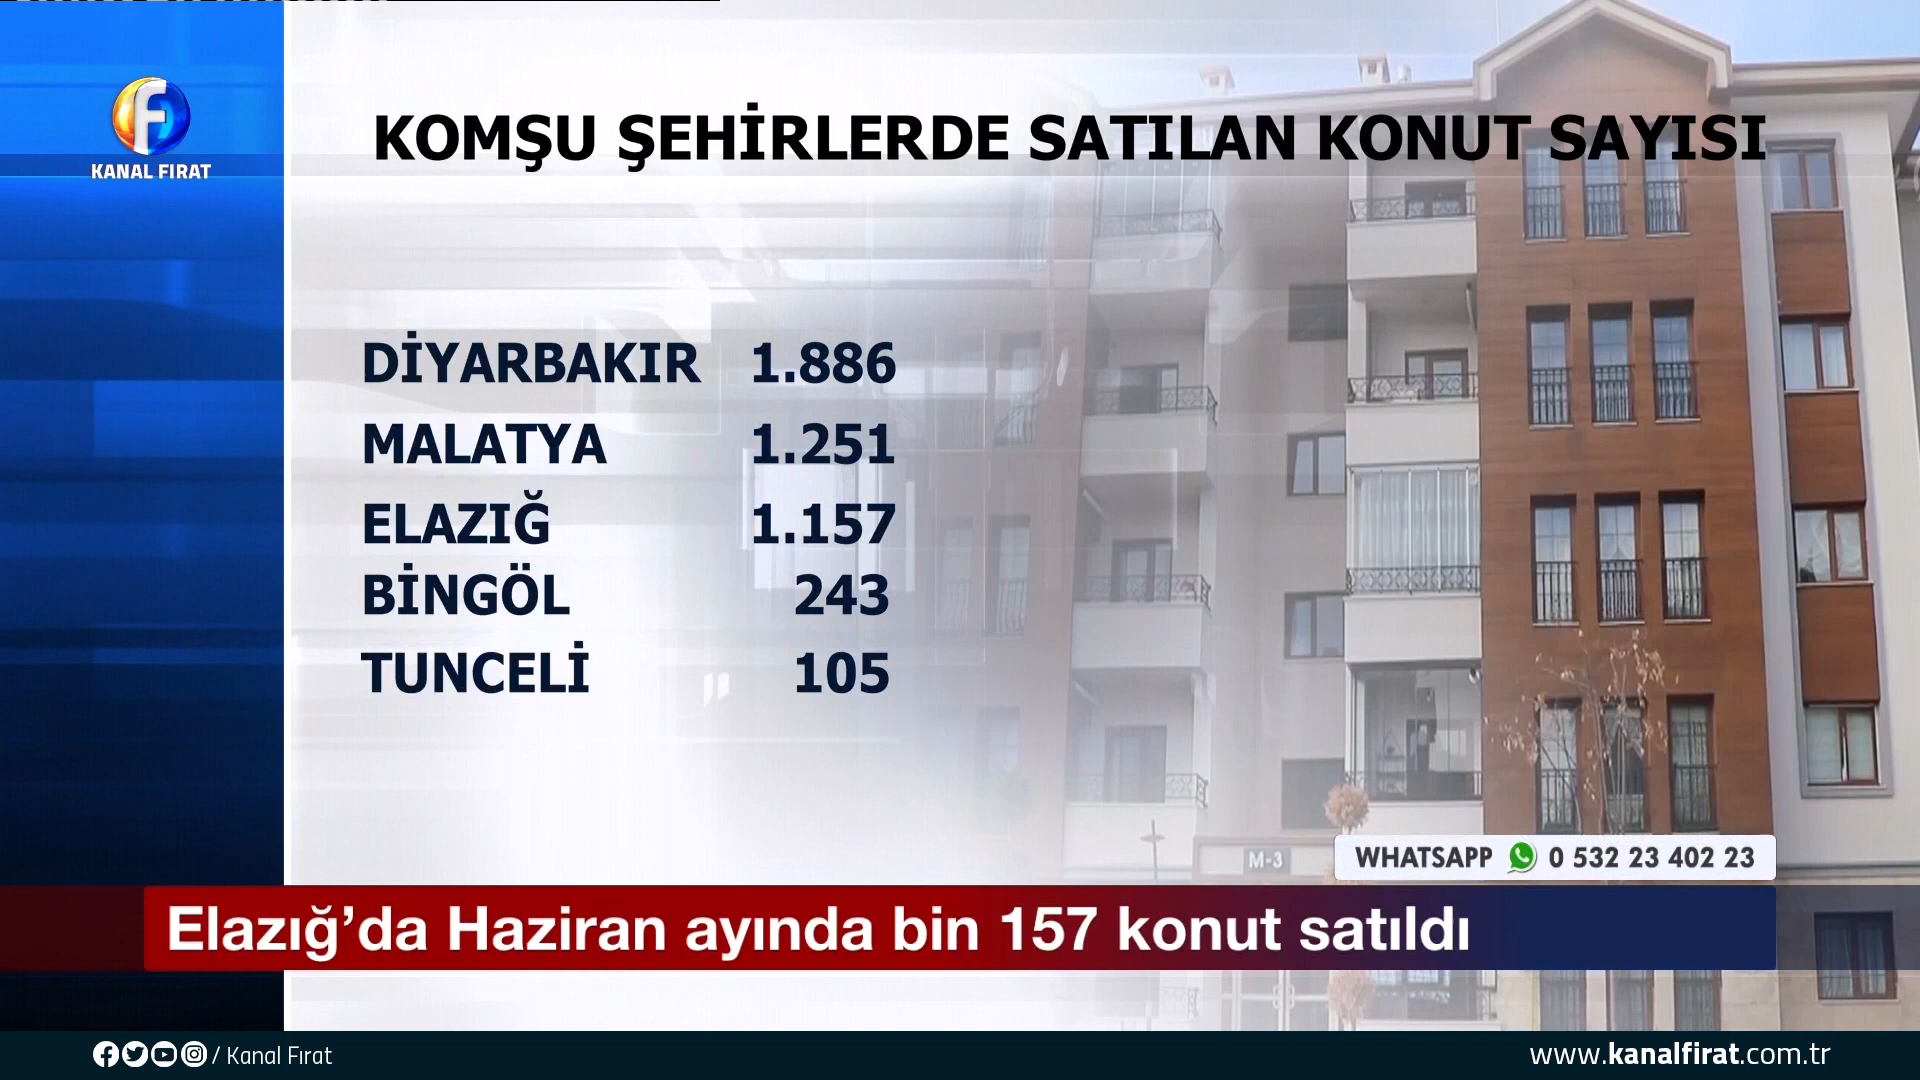 KANAL FIRAT
KOMŞU ŞEHİRLERDE SATILAN KONUT SAYISI
DİYARBAKIR 1.886
MALATYA 1.251
ELAZIĞ 1.157
BİNGÖL 243
TUNCELİ 105
M-3
WHATSAPP 0 532 23 402 23
Elazığ’da Haziran ayında bin 157 konut satıldı
/ Kanal Fırat
www.kanalfirat.com.tr